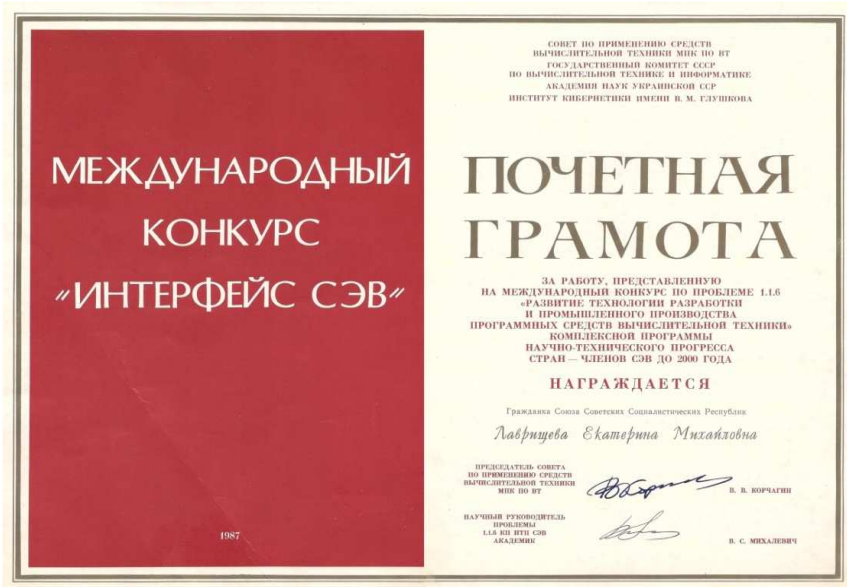 МЕЖДУНАРОДНЫЙ
КОНКУРС
"ИНТЕРФЕЙС СЭВ"
1987
СОВЕТ ПО ПРИМЕНЕНИЮ СРЕДСТВ
ВЫЧИСЛИТЕЛЬНОЙ ТЕХНИКИ МПК ПО ВТ
ГОСУДАРСТВЕННЫЙ КОМИТЕТ СССР
ПО ВЫЧИСЛИТЕЛЬНОЙ ТЕХНИКЕ И ИНФОРМАТИКЕ
АКАДЕМИЯ НАУК УКРАИНСКОЙ ССР
ИНСТИТУТ КИБЕРНЕТИКИ ИМЕНИ В. М. ГЛУШКОВА
ПОЧЕТНАЯ
ГРАМОТА
ЗА РАБОТУ, ПРЕДСТАВЛЕННУЮ
НА МЕЖДУНАРОДНЫЙ КОНКУРС ПО ПРОБЛЕМЕ 1.1.6
«РАЗВИТИЕ ТЕХНОЛОГИИ РАЗРАБОТКИ
И ПРОМЫШЛЕННОГО ПРОИЗВОДСТВА
ПРОГРАММНЫХ СРЕДСТВ ВЫЧИСЛИТЕЛЬНОЙ ТЕХНИКИ»
КОМПЛЕКСНОЙ ПРОГРАММЫ
НАУЧНО-ТЕХНИЧЕСКОГО ПРОГРЕССА
СТРАН — ЧЛЕНОВ СЭВ ДО 2000 ГОДА
НАГРАЖДАЕТСЯ
Гражданка Союза Советских Социалистических Республик
Лаврищева Екатерина Михайловна
ПРЕДСЕДАТЕЛЬ СОВЕТА
ПО ПРИМЕНЕНИЮ СРЕДСТВ
ВЫЧИСЛИТЕЛЬНОЙ ТЕХНИКИ
МПК ПО ВТ
В. В. КОРЧАГИН
НАУЧНЫЙ РУКОВОДИТЕЛЬ
ПРОБЛЕМЫ
1.1.6 КП НТП СЭВ
АКАДЕМИК
В. С. МИХАЛЕВИЧ